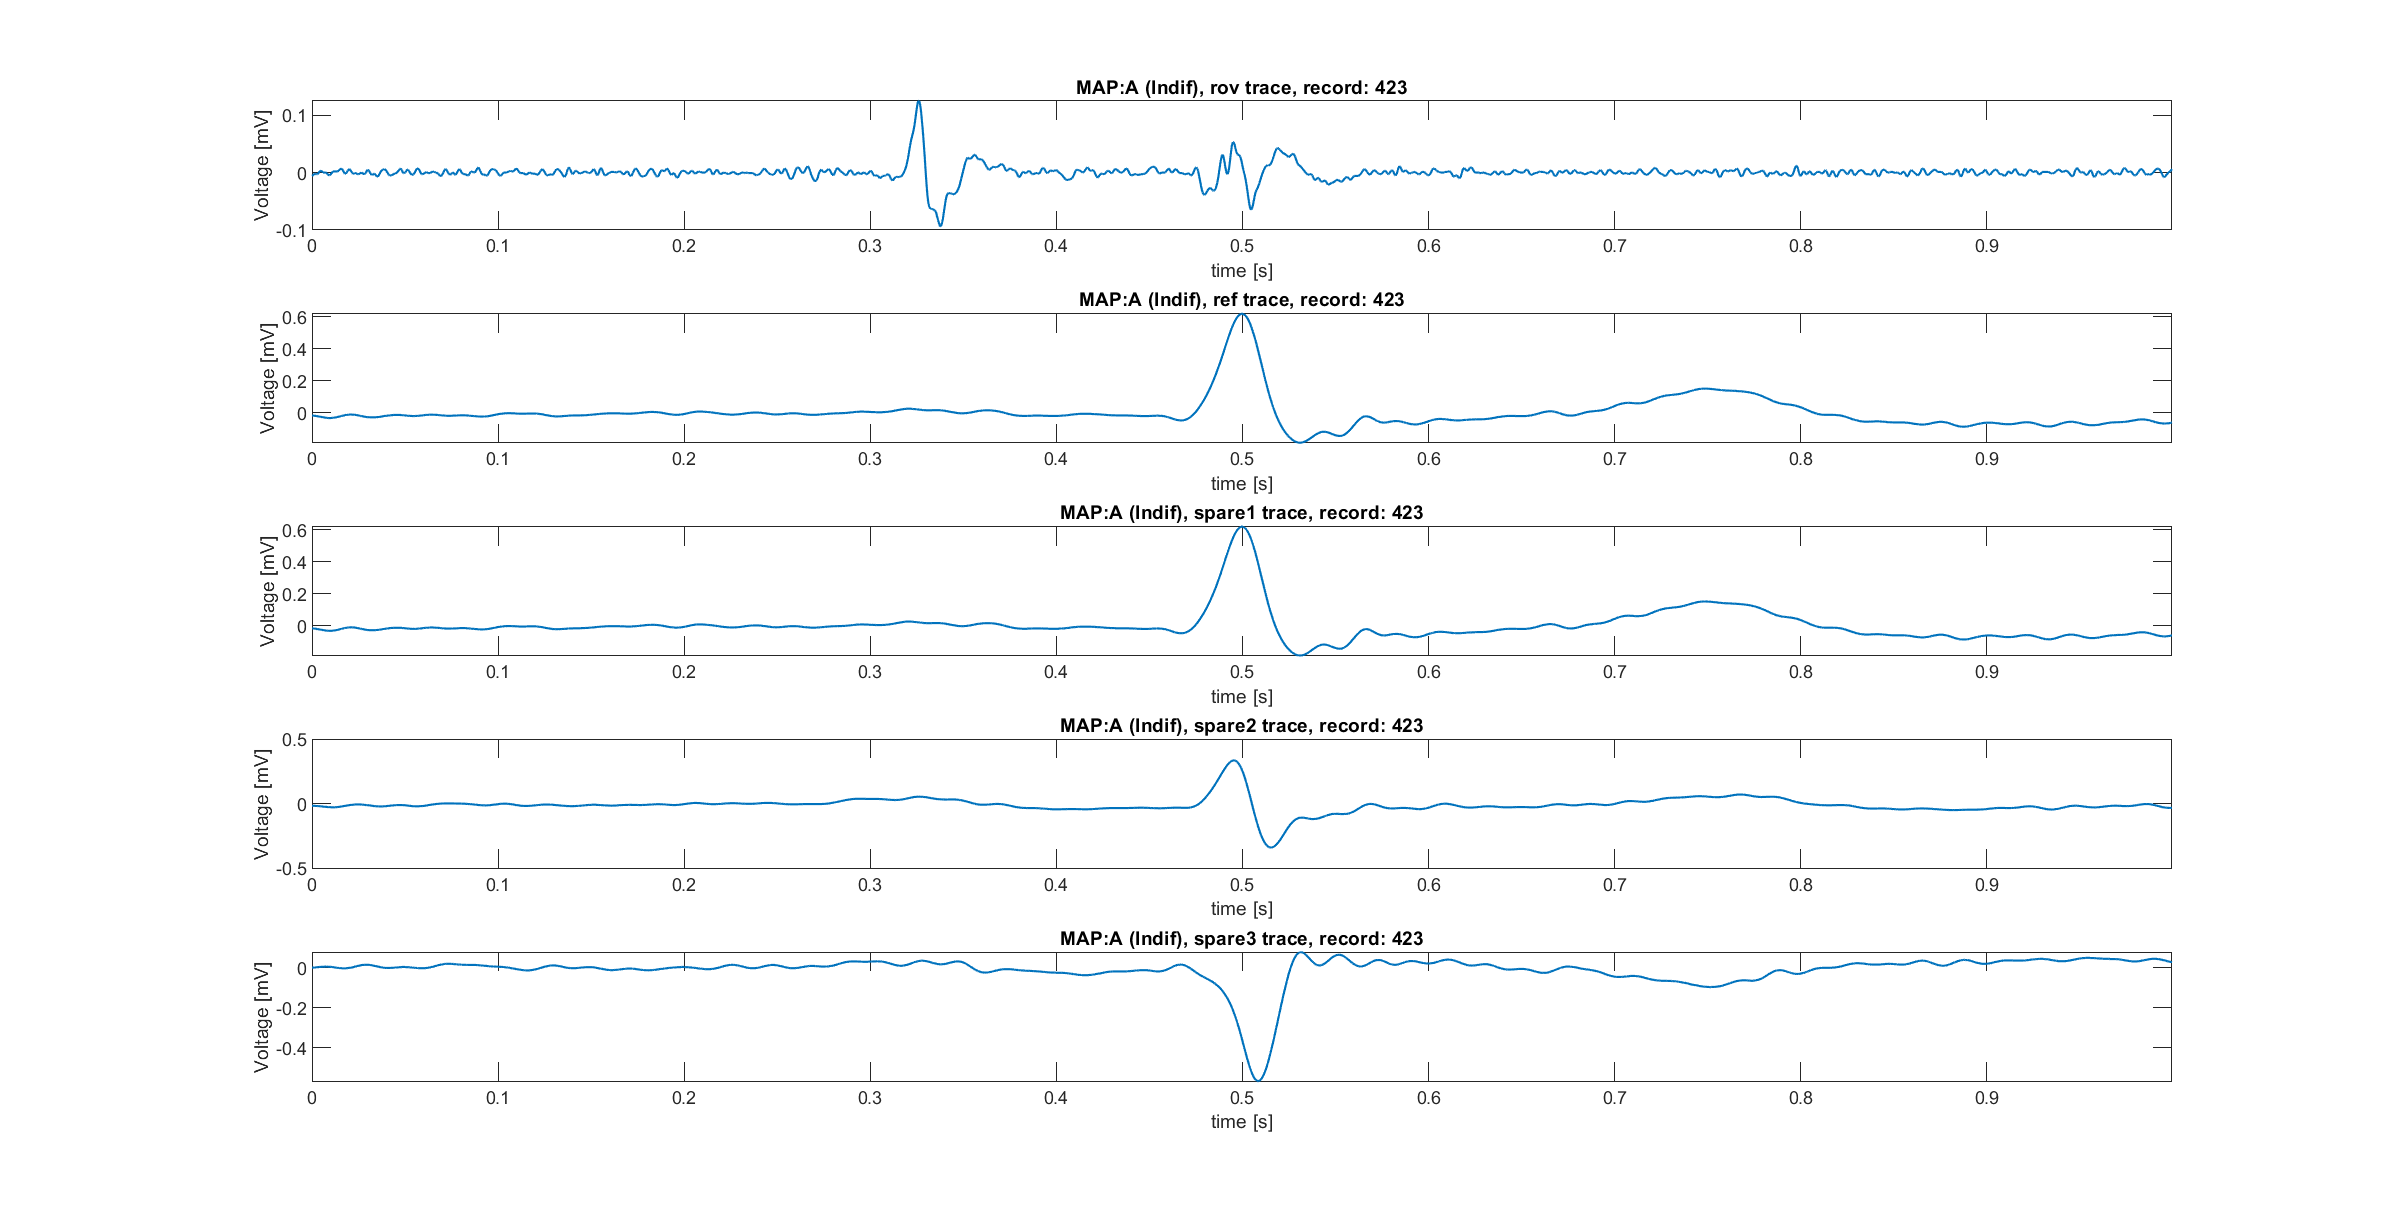 MAP:A (Indif), rov trace, record: 423
Voltage [mV]
0.1
0
-0.1
0 0.1 0.2 0.3 0.4 0.5 0.6 0.7 0.8 0.9
time [s]
MAP:A (Indif), ref trace, record: 423
Voltage [mV]
0.6
0.4
0.2
0
0 0.1 0.2 0.3 0.4 0.5 0.6 0.7 0.8 0.9
time [s]
MAP:A (Indif), spare1 trace, record: 423
Voltage [mV]
0.6
0.4
0.2
0
0 0.1 0.2 0.3 0.4 0.5 0.6 0.7 0.8 0.9
time [s]
MAP:A (Indif), spare2 trace, record: 423
Voltage [mV]
0.5
0
-0.5
0 0.1 0.2 0.3 0.4 0.5 0.6 0.7 0.8 0.9
time [s]
MAP:A (Indif), spare3 trace, record: 423
Voltage [mV]
0
-0.2
-0.4
0 0.1 0.2 0.3 0.4 0.5 0.6 0.7 0.8 0.9
time [s]